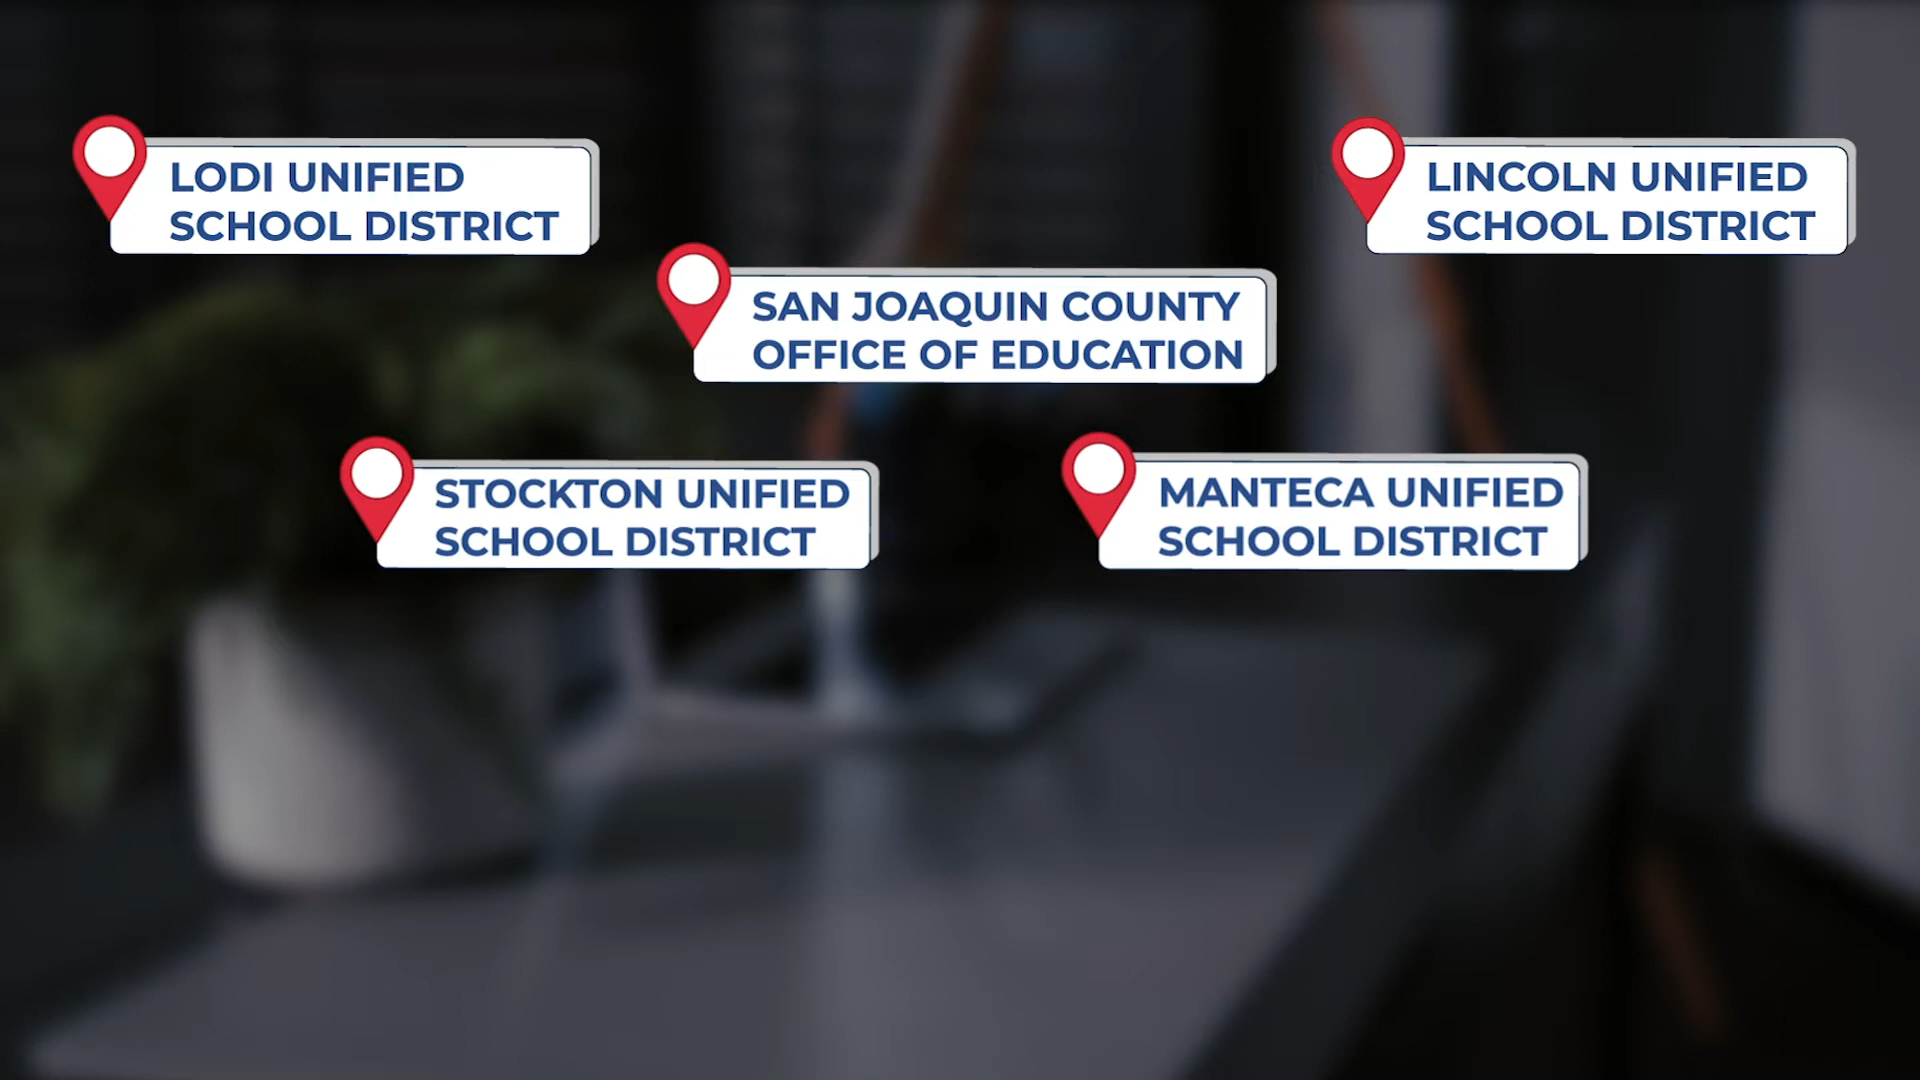 LODI UNIFIED
SCHOOL DISTRICT
LINCOLN UNIFIED
SCHOOL DISTRICT
SAN JOAQUIN COUNTY
OFFICE OF EDUCATION
STOCKTON UNIFIED
SCHOOL DISTRICT
MANTECA UNIFIED
SCHOOL DISTRICT